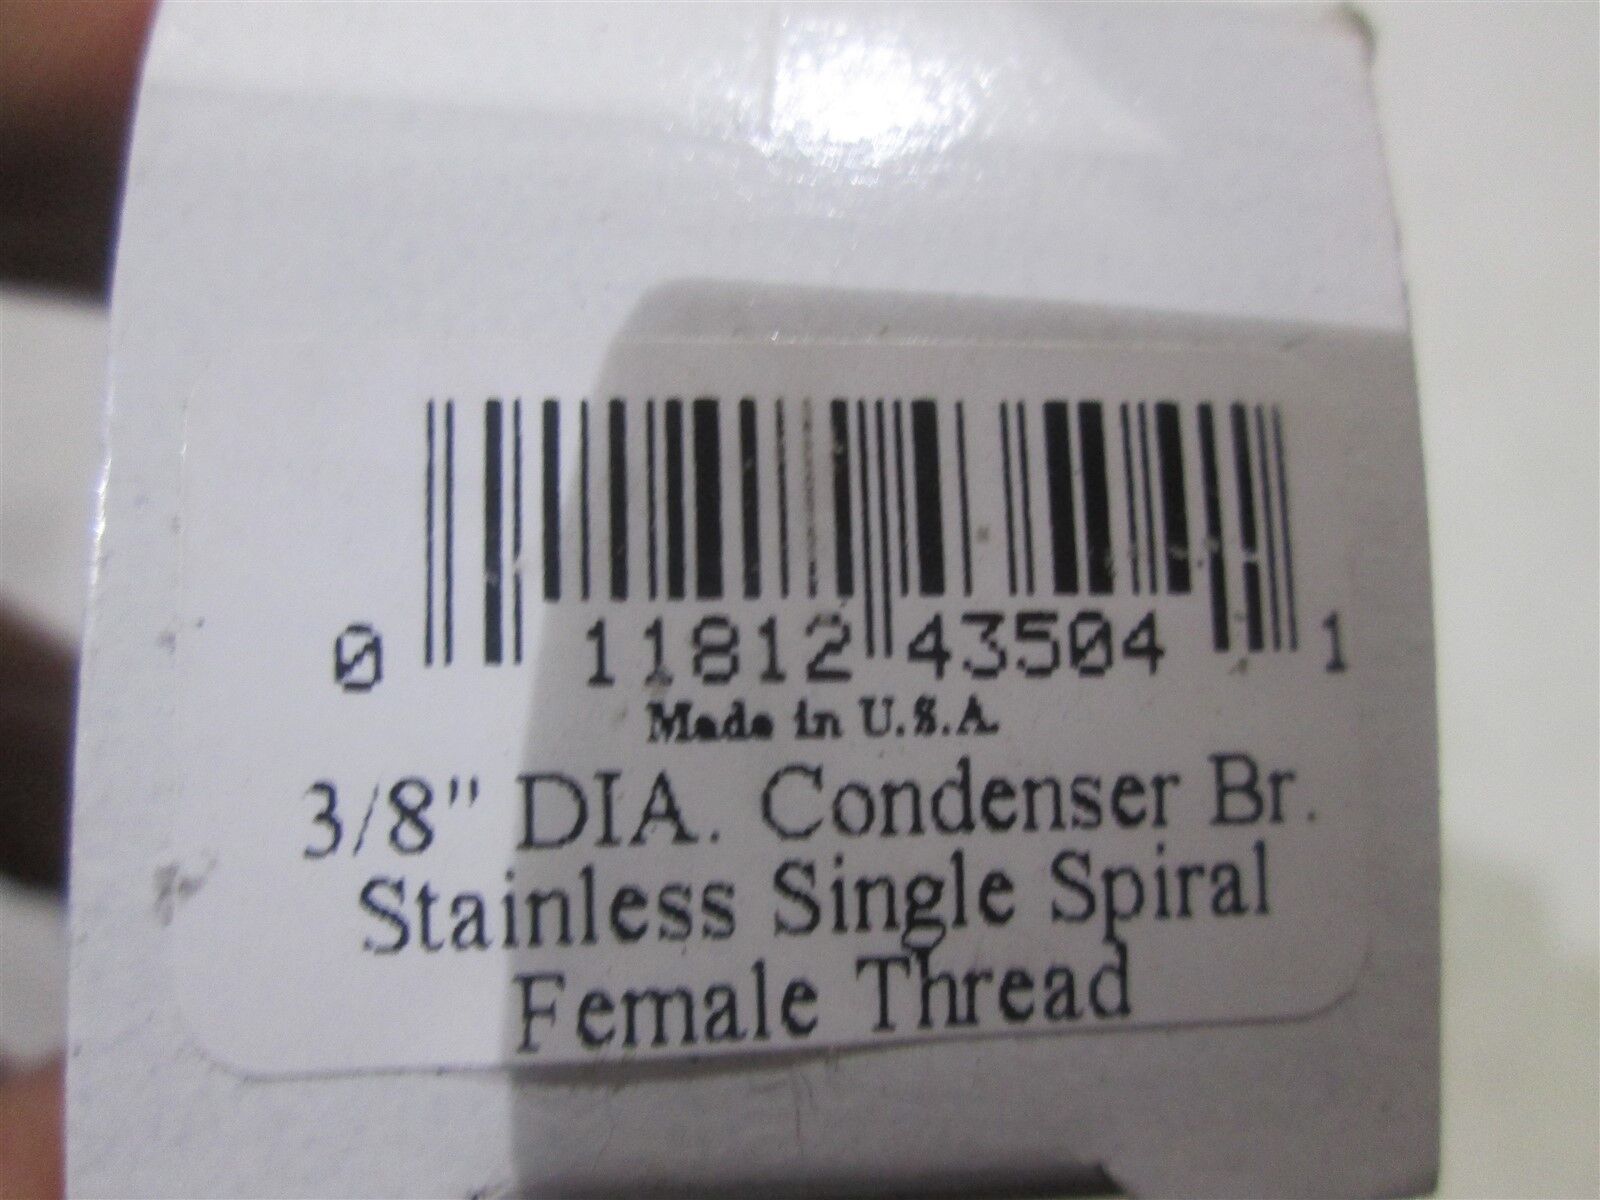 0 11812 43504 1
Made in U.S.A.
3/8" DIA. Condenser Br.
Stainless Single Spiral
Female Thread